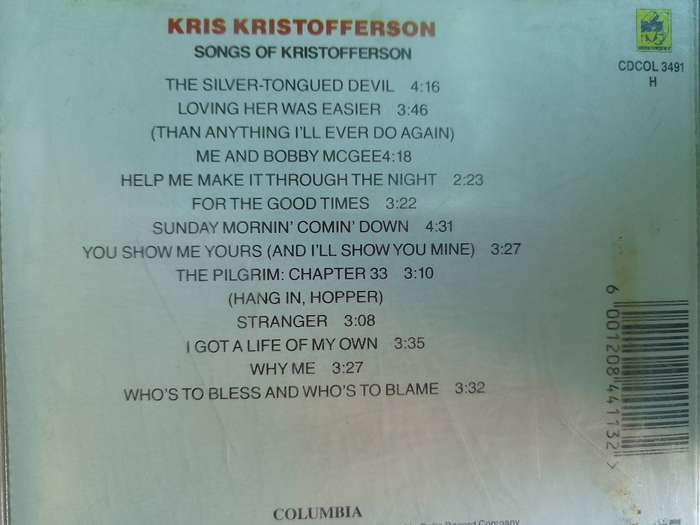 KRIS KRISTOFFERSON
SONGS OF KRISTOFFERSON
CDCOL 3491
H
THE SILVER-TONGUED DEVIL 4:16
LOVING HER WAS EASIER 3:46
(THAN ANYTHING I'LL EVER DO AGAIN)
ME AND BOBBY MCGEE4:18
HELP ME MAKE IT THROUGH THE NIGHT 2:23
FOR THE GOOD TIMES 3:22
SUNDAY MORNIN' COMIN' DOWN 4:31
YOU SHOW ME YOURS (AND I'LL SHOW YOU MINE) 3:27
THE PILGRIM: CHAPTER 33 3:10
(HANG IN, HOPPER)
STRANGER 3:08
I GOT A LIFE OF MY OWN 3:35
WHY ME 3:27
WHO'S TO BLESS AND WHO'S TO BLAME 3:32
6 001208 441132 >
COLUMBIA
Record Company